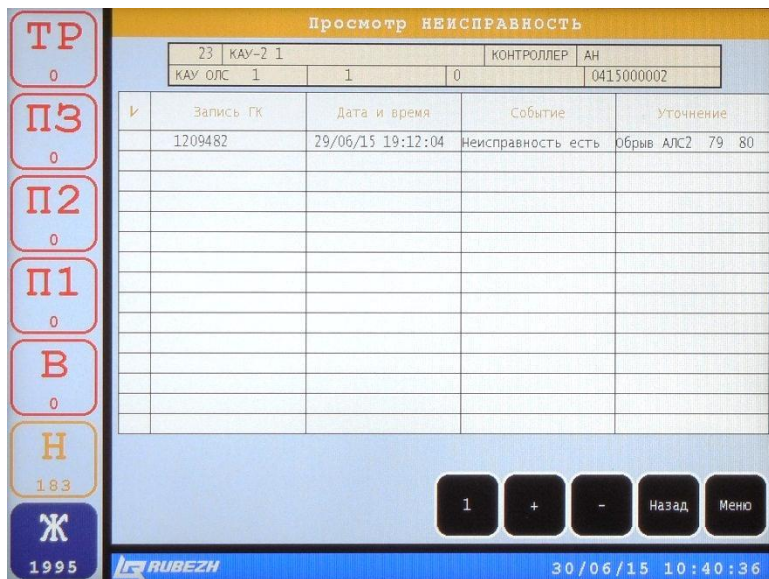 Просмотр НЕИСПРАВНОСТЬ
ТР
0
ПЗ
0
П2
0
П1
0
В
0
Н
183
Ж
1995
23 КАУ-2 1 КОНТРОЛЛЕР АН
КАУ ОЛС 1 1 0 0415000002
V Запись ГК Дата и время Событие Уточнение
1209482 29/06/15 19:12:04 Неисправность есть Обрыв АЛС2 79 80
1 + - Назад Меню
RUBEZH 30/06/15 10:40:36